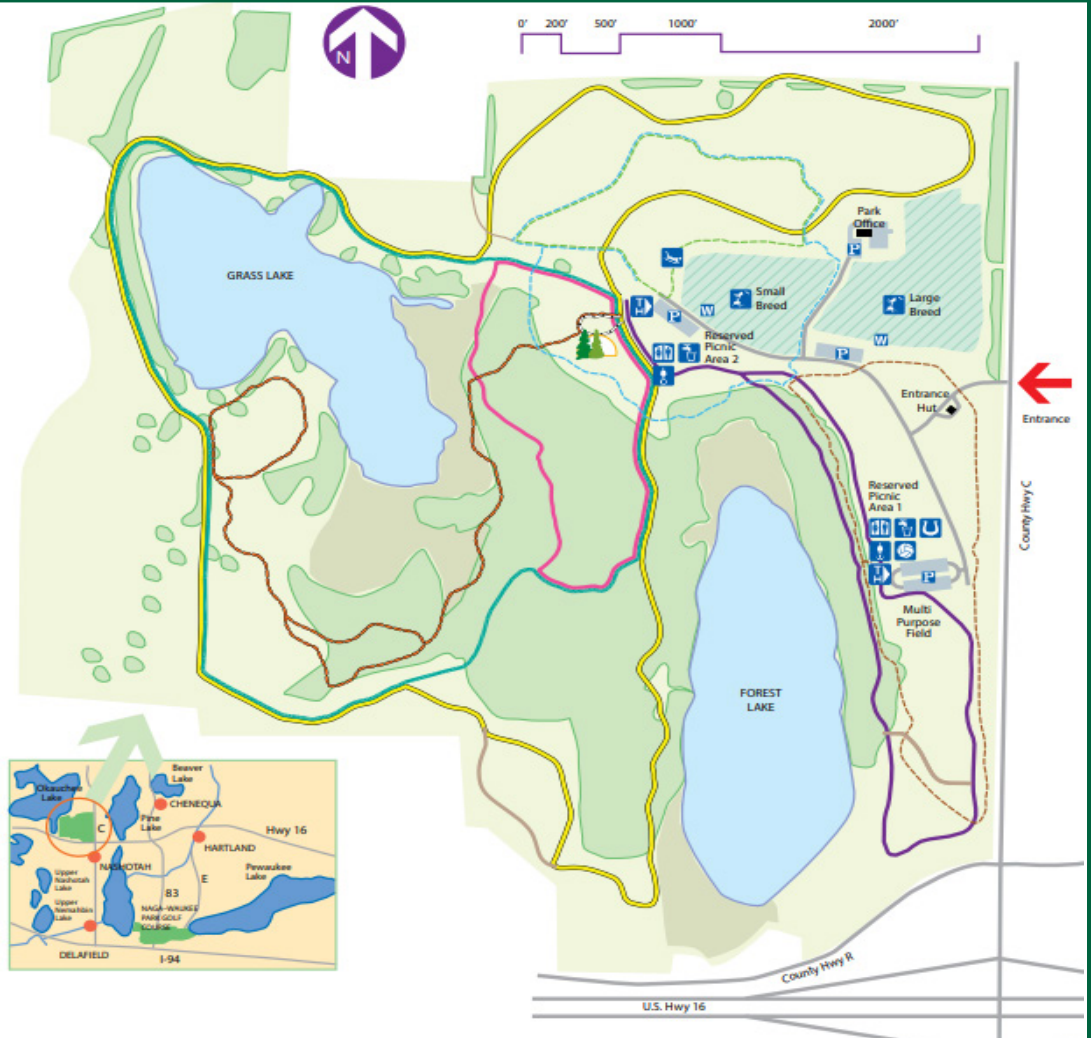 0' 200' 500' 1000' 2000'
N
Park
Office
P
GRASS LAKE
Small
Breed
Large
Breed
T
H
P
W
W
Reserved
Picnic
Area 2
P
Entrance
Hut
Entrance
Reserved
Picnic
Area 1
County Hwy C
T
H
P
Multi
Purpose
Field
FOREST
LAKE
Okauchee
Lake
Beaver
Lake
CHENEQUA
Pine
Lake
C
Hwy 16
HARTLAND
NASHOTAH
Upper
Nashotah
Lake
E
Pewaukee
Lake
83
Upper
Nemahbin
Lake
NAGA-WAUKEE
PARK GOLF
COURSE
DELAFIELD
I-94
County Hwy R
U.S. Hwy 16